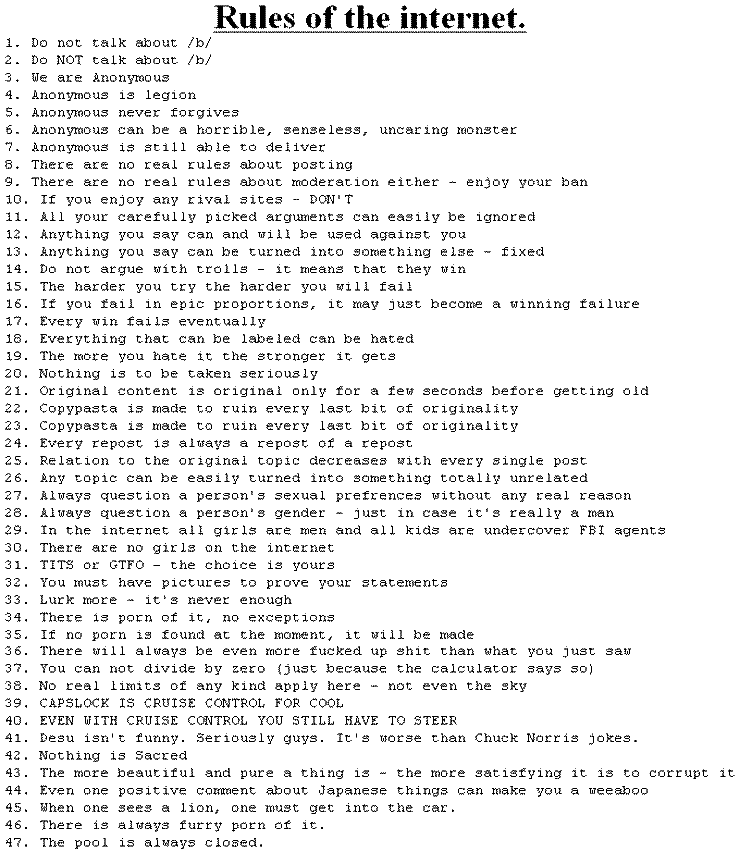 Rules of the internet.
1. Do not talk about /b/
2. Do NOT talk about /b/
3. We are Anonymous
4. Anonymous is legion
5. Anonymous never forgives
6. Anonymous can be a horrible, senseless, uncaring monster
7. Anonymous is still able to deliver
8. There are no real rules about posting
9. There are no real rules about moderation either - enjoy your ban
10. If you enjoy any rival sites - DON'T
11. All your carefully picked arguments can easily be ignored
12. Anything you say can and will be used against you
13. Anything you say can be turned into something else - fixed
14. Do not argue with trolls - it means that they win
15. The harder you try the harder you will fail
16. If you fail in epic proportions, it may just become a winning failure
17. Every win fails eventually
18. Everything that can be labeled can be hated
19. The more you hate it the stronger it gets
20. Nothing is to be taken seriously
21. Original content is original only for a few seconds before getting old
22. Copypasta is made to ruin every last bit of originality
23. Copypasta is made to ruin every last bit of originality
24. Every repost is always a repost of a repost
25. Relation to the original topic decreases with every single post
26. Any topic can be easily turned into something totally unrelated
27. Always question a person's sexual prefrences without any real reason
28. Always question a person's gender - just in case it's really a man
29. In the internet all girls are men and all kids are undercover FBI agents
30. There are no girls on the internet
31. TITS or GTFO - the choice is yours
32. You must have pictures to prove your statements
33. Lurk more - it's never enough
34. There is porn of it, no exceptions
35. If no porn is found at the moment, it will be made
36. There will always be even more fucked up shit than what you just saw
37. You can not divide by zero (just because the calculator says so)
38. No real limits of any kind apply here - not even the sky
39. CAPSLOCK IS CRUISE CONTROL FOR COOL
40. EVEN WITH CRUISE CONTROL YOU STILL HAVE TO STEER
41. Desu isn't funny. Seriously guys. It's worse than Chuck Norris jokes.
42. Nothing is Sacred
43. The more beautiful and pure a thing is - the more satisfying it is to corrupt it
44. Even one positive comment about Japanese things can make you a weeaboo
45. When one sees a lion, one must get into the car.
46. There is always furry porn of it.
47. The pool is always closed.